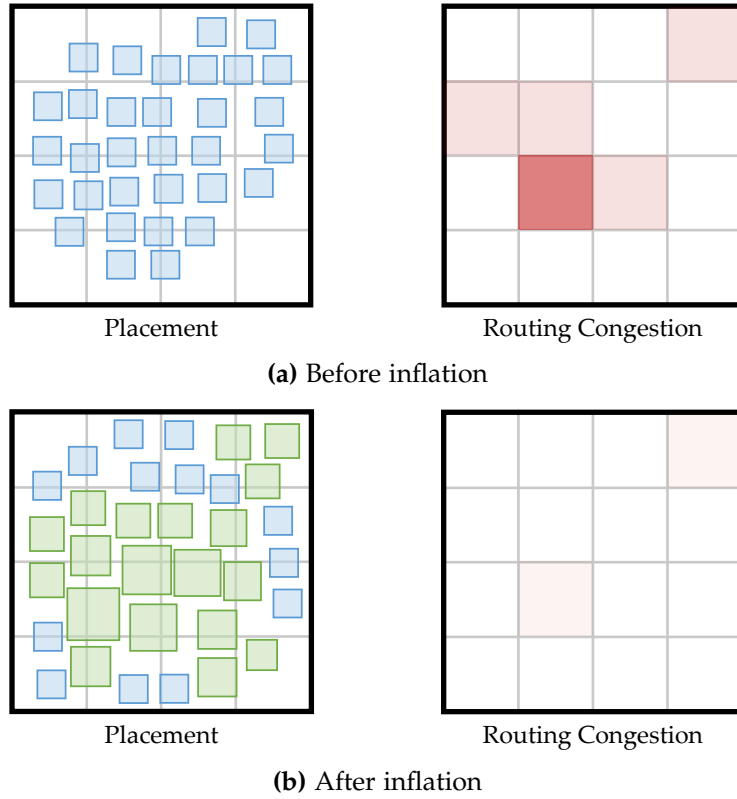 Placement
Routing Congestion
(a) Before inflation
Placement
Routing Congestion
(b) After inflation